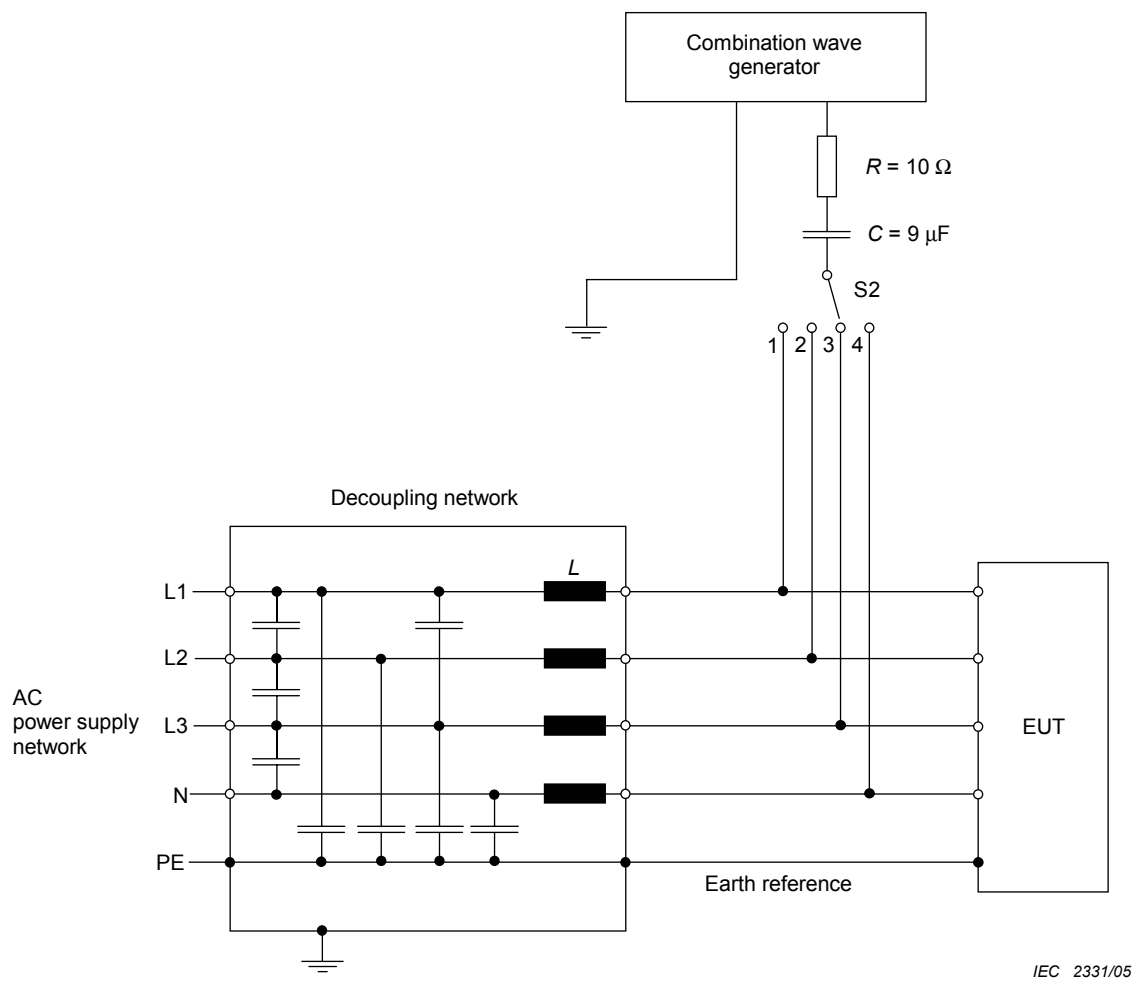 Combination wave
generator
R = 10 Ω
C = 9 μF
S2
1 2 3 4
Decoupling network
L
L1
L2
AC
power supply
network
L3
N
PE
EUT
Earth reference
IEC 2331/05